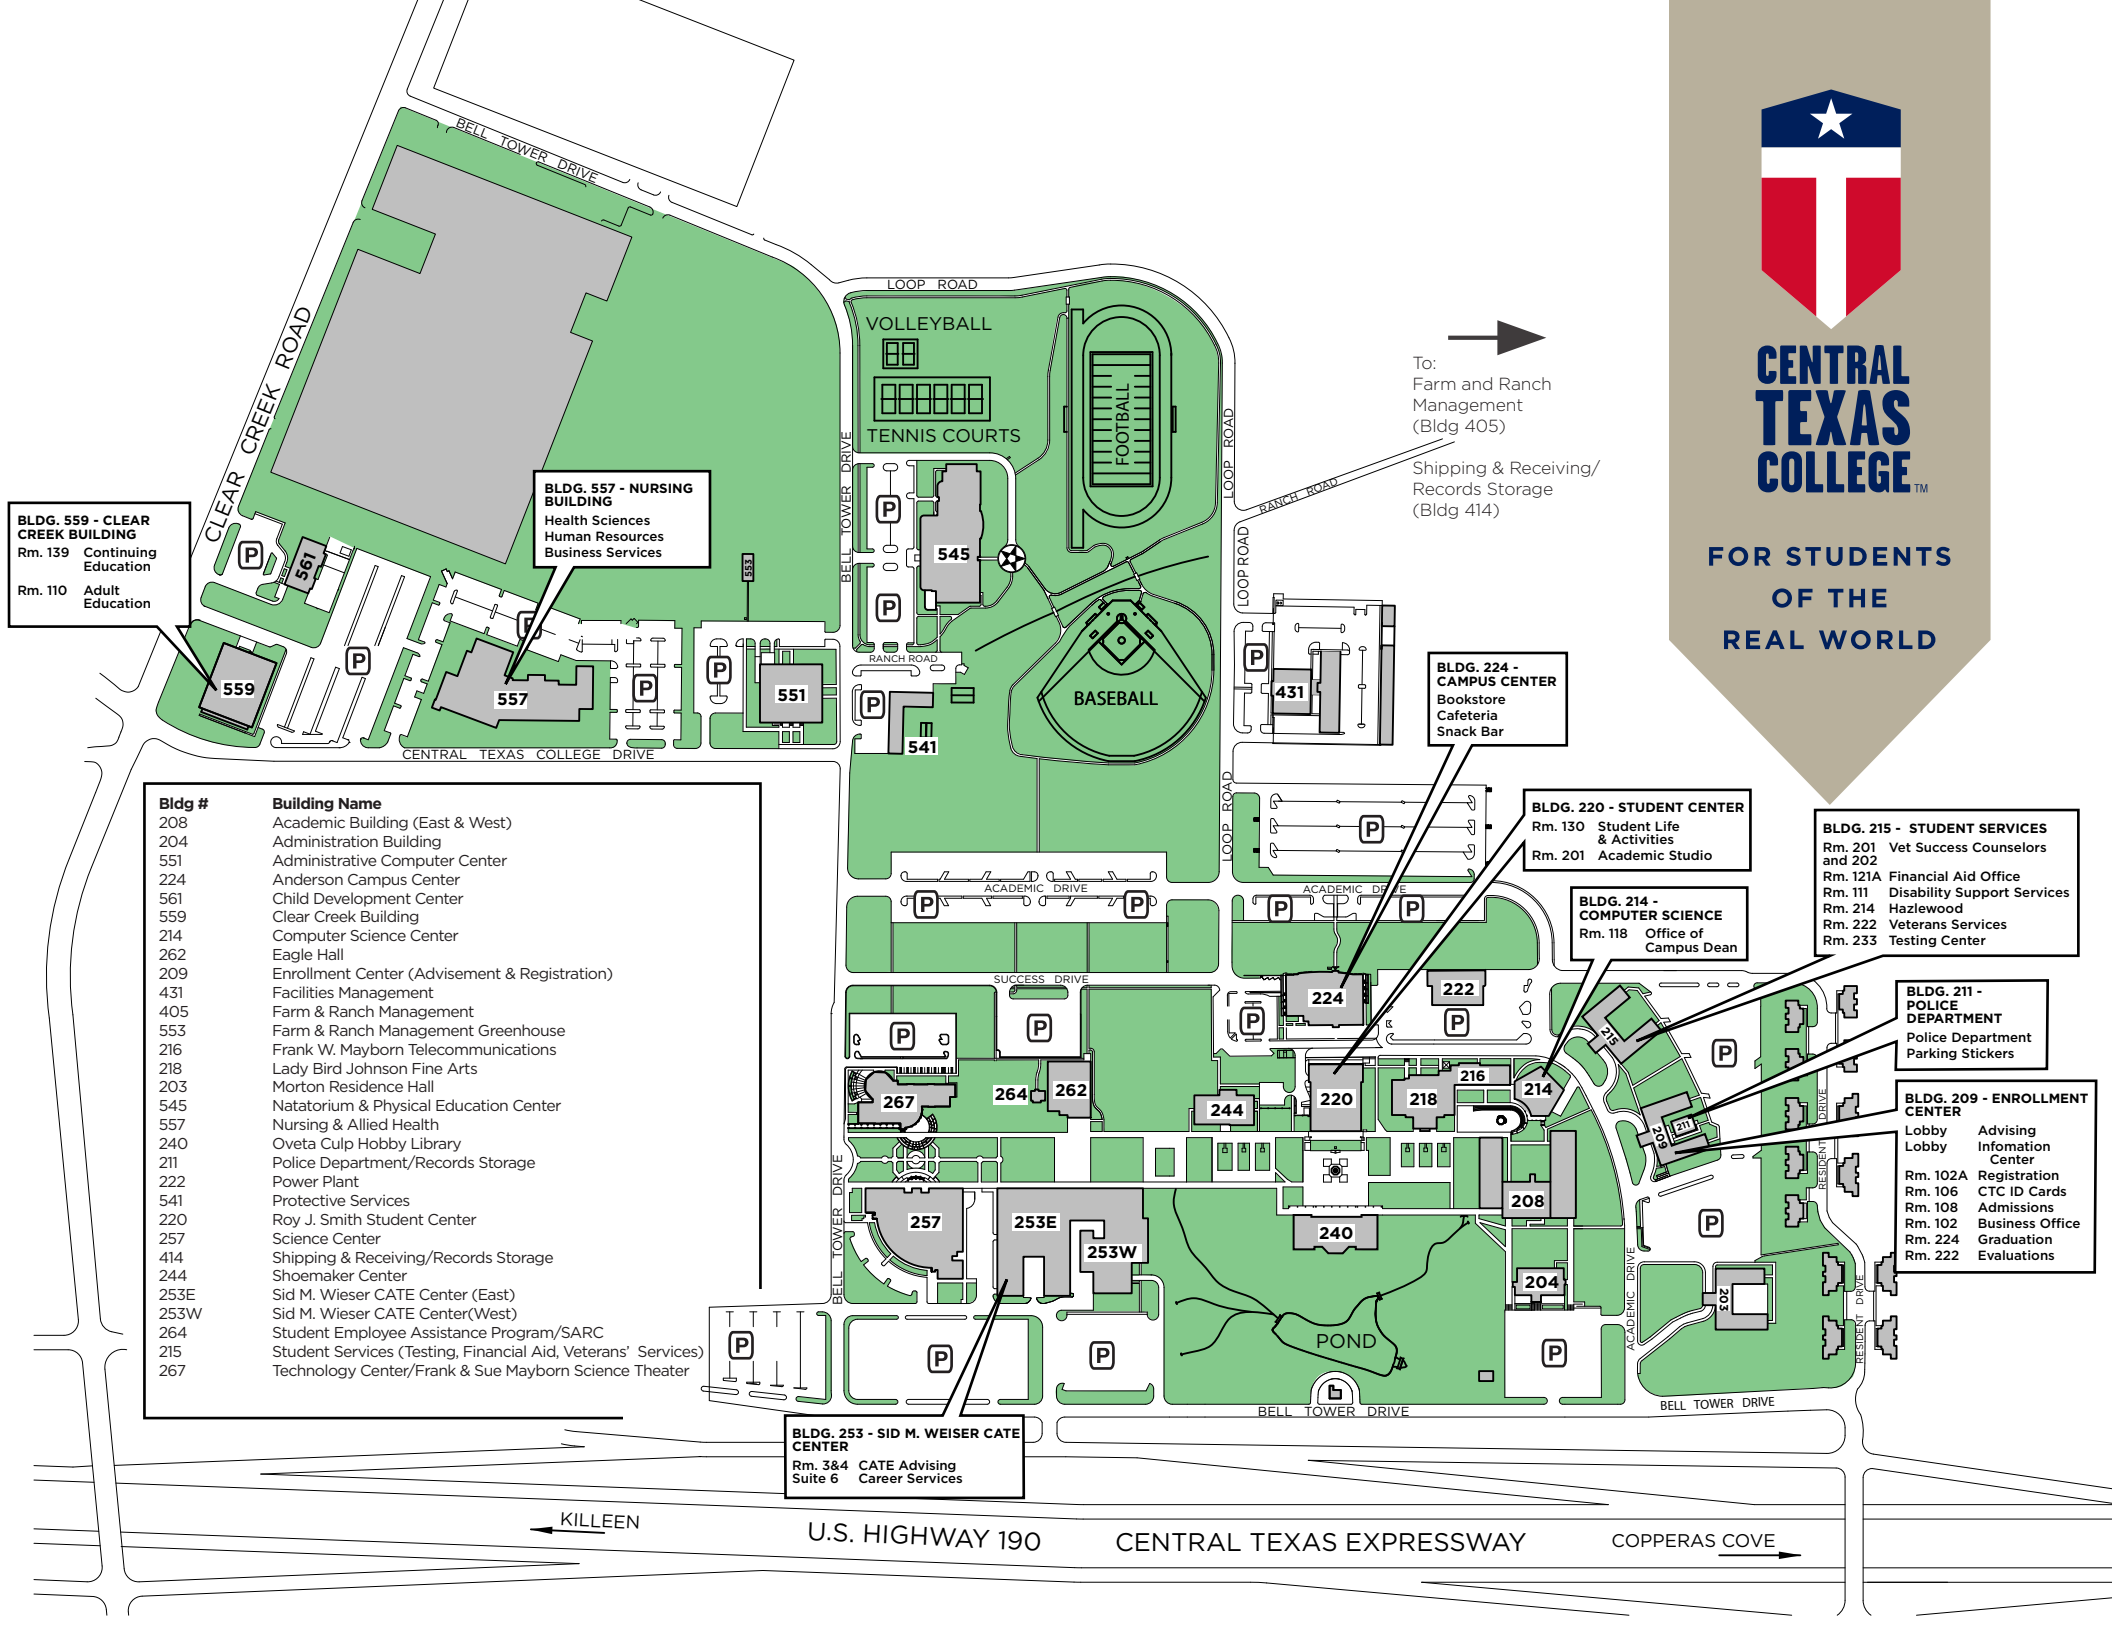 CENTRAL
TEXAS
COLLEGE™
FOR STUDENTS
OF THE
REAL WORLD
BELL TOWER DRIVE
CLEAR CREEK ROAD
LOOP ROAD
VOLLEYBALL
TENNIS COURTS
FOOTBALL
BELL TOWER DRIVE
LOOP ROAD
LOOP ROAD
RANCH ROAD
To:
Farm and Ranch
Management
(Bldg 405)
Shipping & Receiving/
Records Storage
(Bldg 414)
BLDG. 559 - CLEAR
CREEK BUILDING
Rm. 139 Continuing
Education
Rm. 110 Adult
Education
BLDG. 557 - NURSING
BUILDING
Health Sciences
Human Resources
Business Services
P
561
P
559
P
557
P
P
553
551
P
P
545
P
RANCH ROAD
P
541
BASEBALL
P
431
CENTRAL TEXAS COLLEGE DRIVE
BLDG. 224 -
CAMPUS CENTER
Bookstore
Cafeteria
Snack Bar
BLDG. 220 - STUDENT CENTER
Rm. 130 Student Life
& Activities
Rm. 201 Academic Studio
BLDG. 214 -
COMPUTER SCIENCE
Rm. 118 Office of
Campus Dean
BLDG. 215 - STUDENT SERVICES
Rm. 201 Vet Success Counselors
and 202
Rm. 121A Financial Aid Office
Rm. 111 Disability Support Services
Rm. 214 Hazlewood
Rm. 222 Veterans Services
Rm. 233 Testing Center
BLDG. 211 -
POLICE
DEPARTMENT
Police Department
Parking Stickers
BLDG. 209 - ENROLLMENT
CENTER
Lobby Advising
Lobby Infomation
Center
Rm. 102A Registration
Rm. 106 CTC ID Cards
Rm. 108 Admissions
Rm. 102 Business Office
Rm. 224 Graduation
Rm. 222 Evaluations
Bldg # Building Name
208 Academic Building (East & West)
204 Administration Building
551 Administrative Computer Center
224 Anderson Campus Center
561 Child Development Center
559 Clear Creek Building
214 Computer Science Center
262 Eagle Hall
209 Enrollment Center (Advisement & Registration)
431 Facilities Management
405 Farm & Ranch Management
553 Farm & Ranch Management Greenhouse
216 Frank W. Mayborn Telecommunications
218 Lady Bird Johnson Fine Arts
203 Morton Residence Hall
545 Natatorium & Physical Education Center
557 Nursing & Allied Health
240 Oveta Culp Hobby Library
211 Police Department/Records Storage
222 Power Plant
541 Protective Services
220 Roy J. Smith Student Center
257 Science Center
414 Shipping & Receiving/Records Storage
244 Shoemaker Center
253E Sid M. Wieser CATE Center (East)
253W Sid M. Wieser CATE Center(West)
264 Student Employee Assistance Program/SARC
215 Student Services (Testing, Financial Aid, Veterans' Services)
267 Technology Center/Frank & Sue Mayborn Science Theater
LOOP ROAD
P
ACADEMIC DRIVE
P
P
ACADEMIC DRIVE
P
P
SUCCESS DRIVE
P
P
224
P
222
P
215
P
267
264
262
244
220
218
216
214
209
211
RESIDENT DRIVE
BELL TOWER DRIVE
257
253E
253W
240
208
P
204
203
ACADEMIC DRIVE
RESIDENT DRIVE
P
P
P
POND
P
BELL TOWER DRIVE
BELL TOWER DRIVE
BLDG. 253 - SID M. WEISER CATE
CENTER
Rm. 3&4 CATE Advising
Suite 6 Career Services
KILLEEN
U.S. HIGHWAY 190
CENTRAL TEXAS EXPRESSWAY
COPPERAS COVE